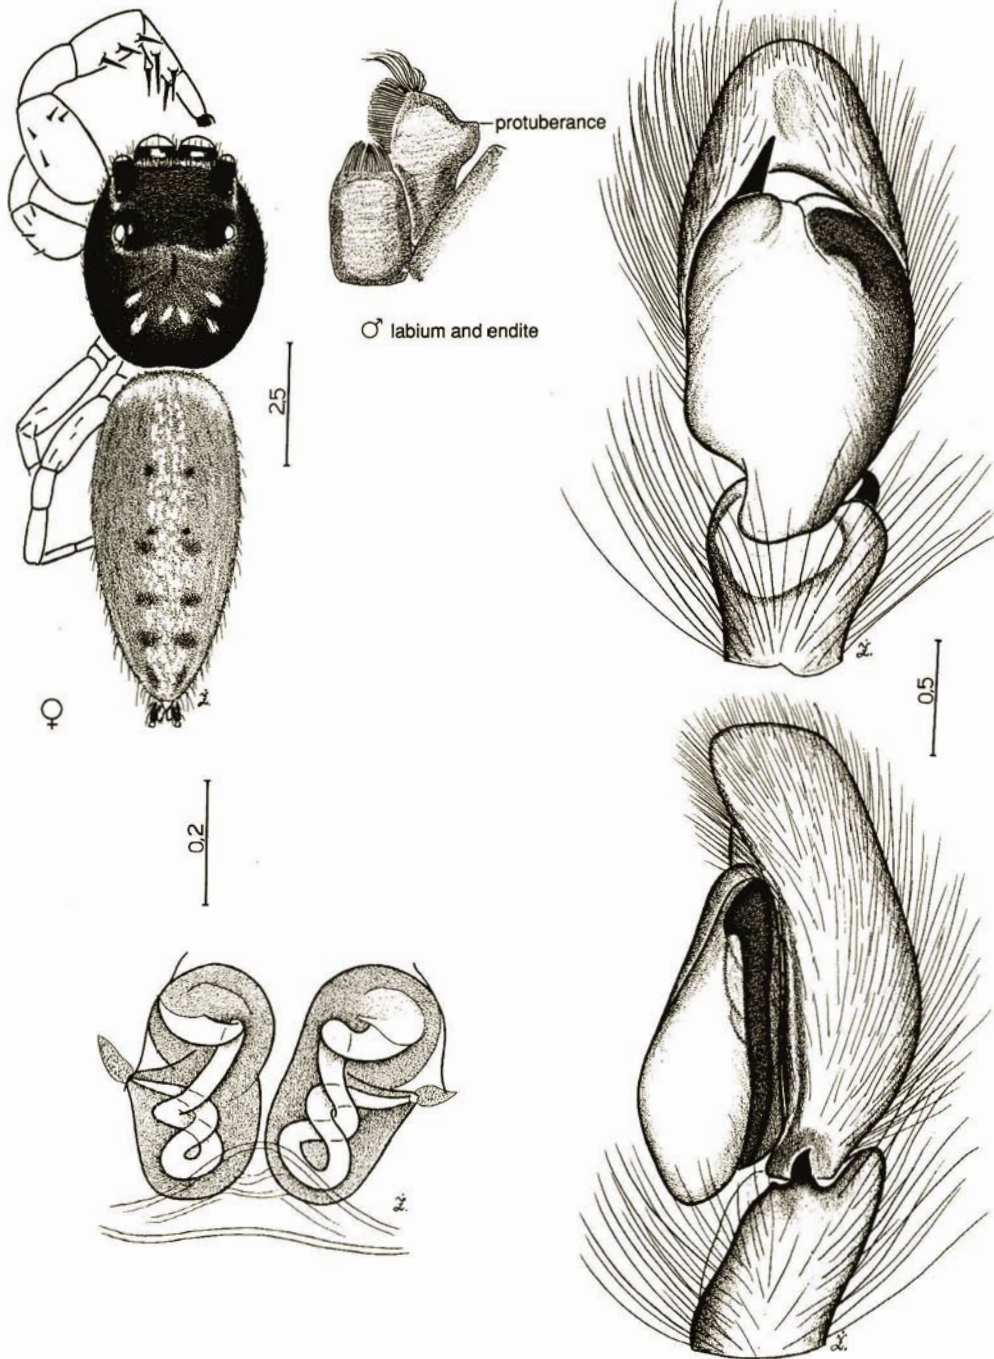 protuberance
♂ labium and endite
2,5
♀
0,5
0,2